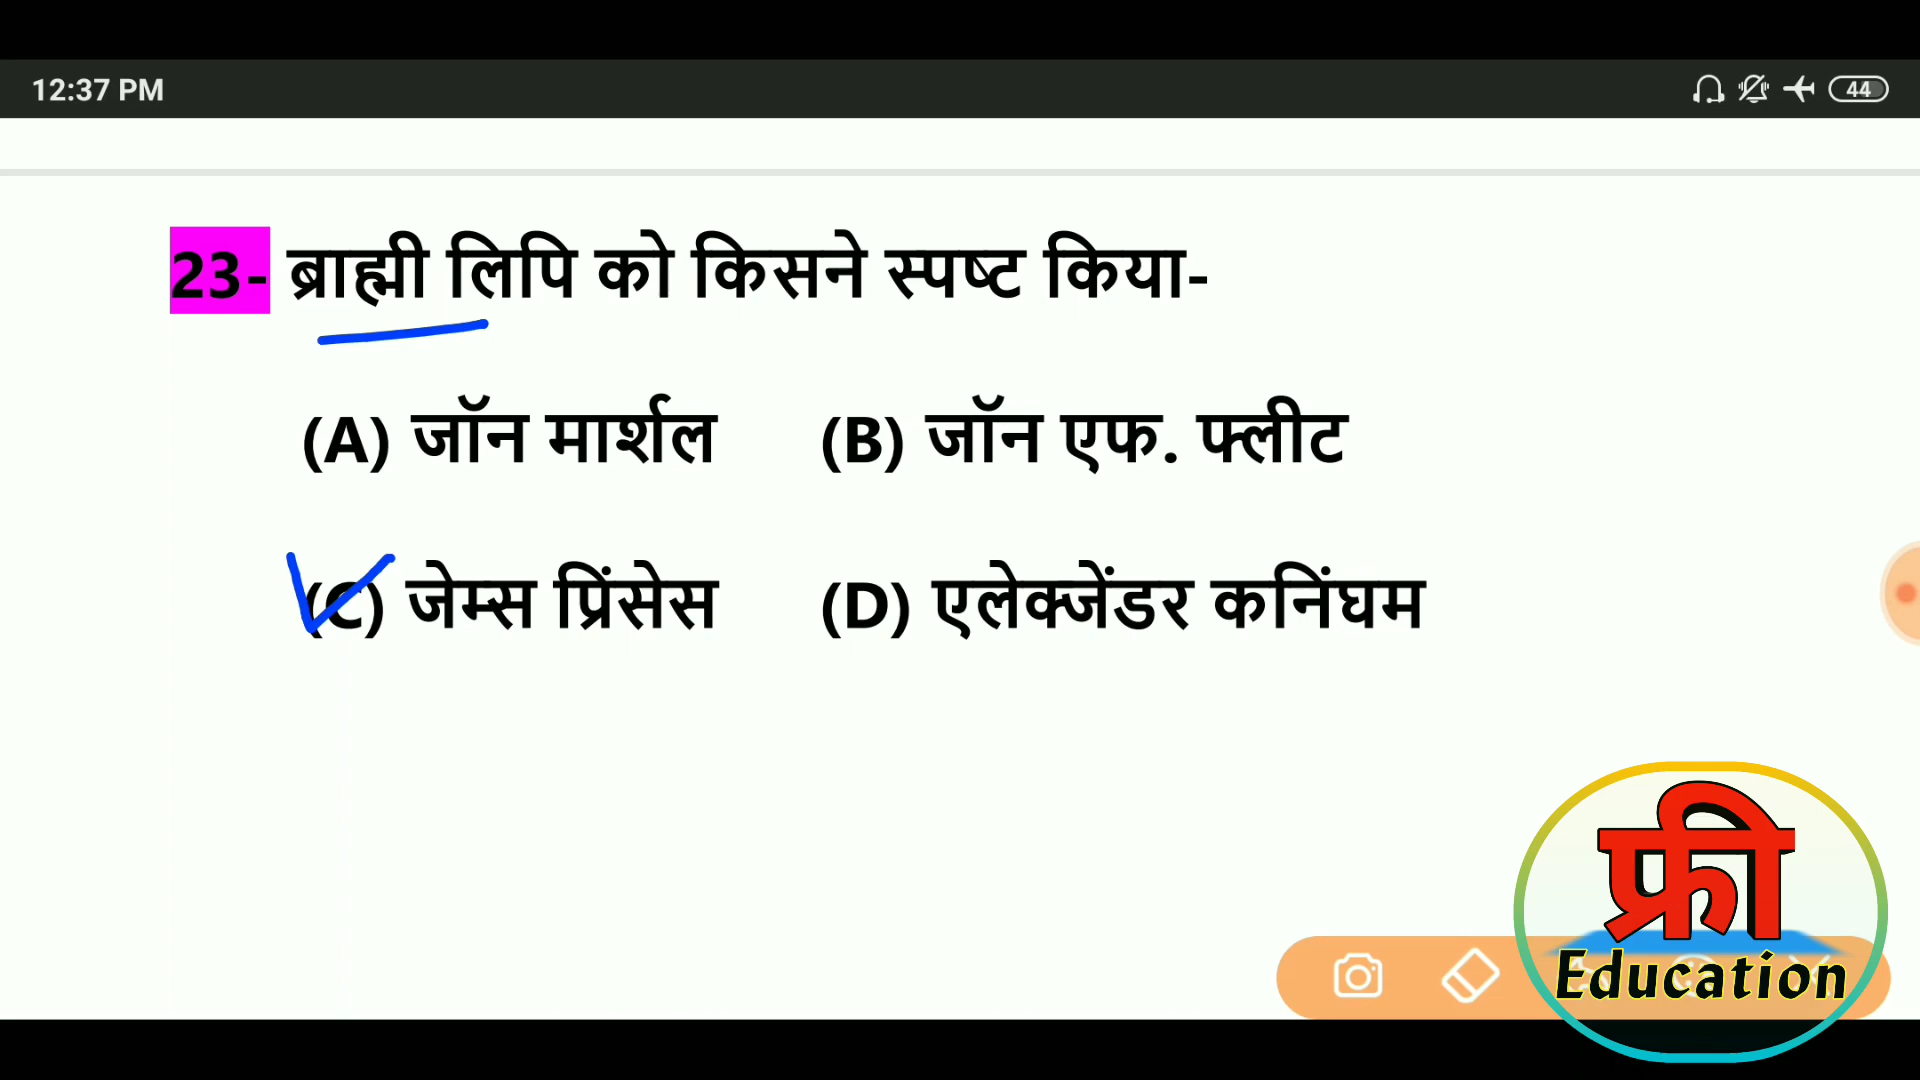 12:37 PM
44
23- ब्राह्मी लिपि को किसने स्पष्ट किया-
(A) जॉन मार्शल (B) जॉन एफ. फ्लीट
(C) जेम्स प्रिंसेस (D) एलेक्जेंडर कनिंघम
फ्री
Education